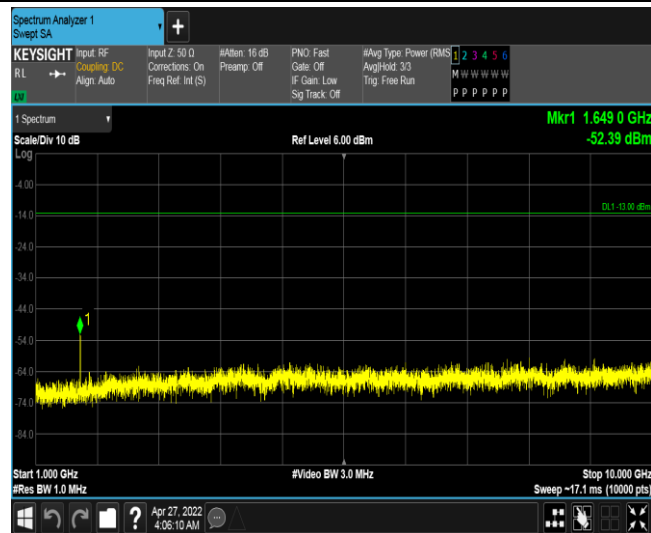 Spectrum Analyzer 1
Swept SA
+
KEYSIGHT
RL
Input: RF
Coupling: DC
Align: Auto
Input Z: 50 Ω
Corrections: On
Freq Ref: Int (S)
#Atten: 16 dB
Preamp: Off
PNO: Fast
Gate: Off
IF Gain: Low
Sig Track: Off
#Avg Type: Power (RMS
Avg|Hold: 3/3
Trig: Free Run
1 2 3 4 5 6
M W W W W W
P P P P P P
1 Spectrum
Mkr1 1.649 0 GHz
-52.39 dBm
Scale/Div 10 dB
Ref Level 6.00 dBm
Log
-4.00
DL1 -13.00 dBm
-14.0
-24.0
-34.0
-44.0
1
-54.0
-64.0
-74.0
-84.0
Start 1.000 GHz
#Video BW 3.0 MHz
Stop 10.000 GHz
#Res BW 1.0 MHz
Sweep ~17.1 ms (10000 pts)
?
Apr 27, 2022
4:06:10 AM